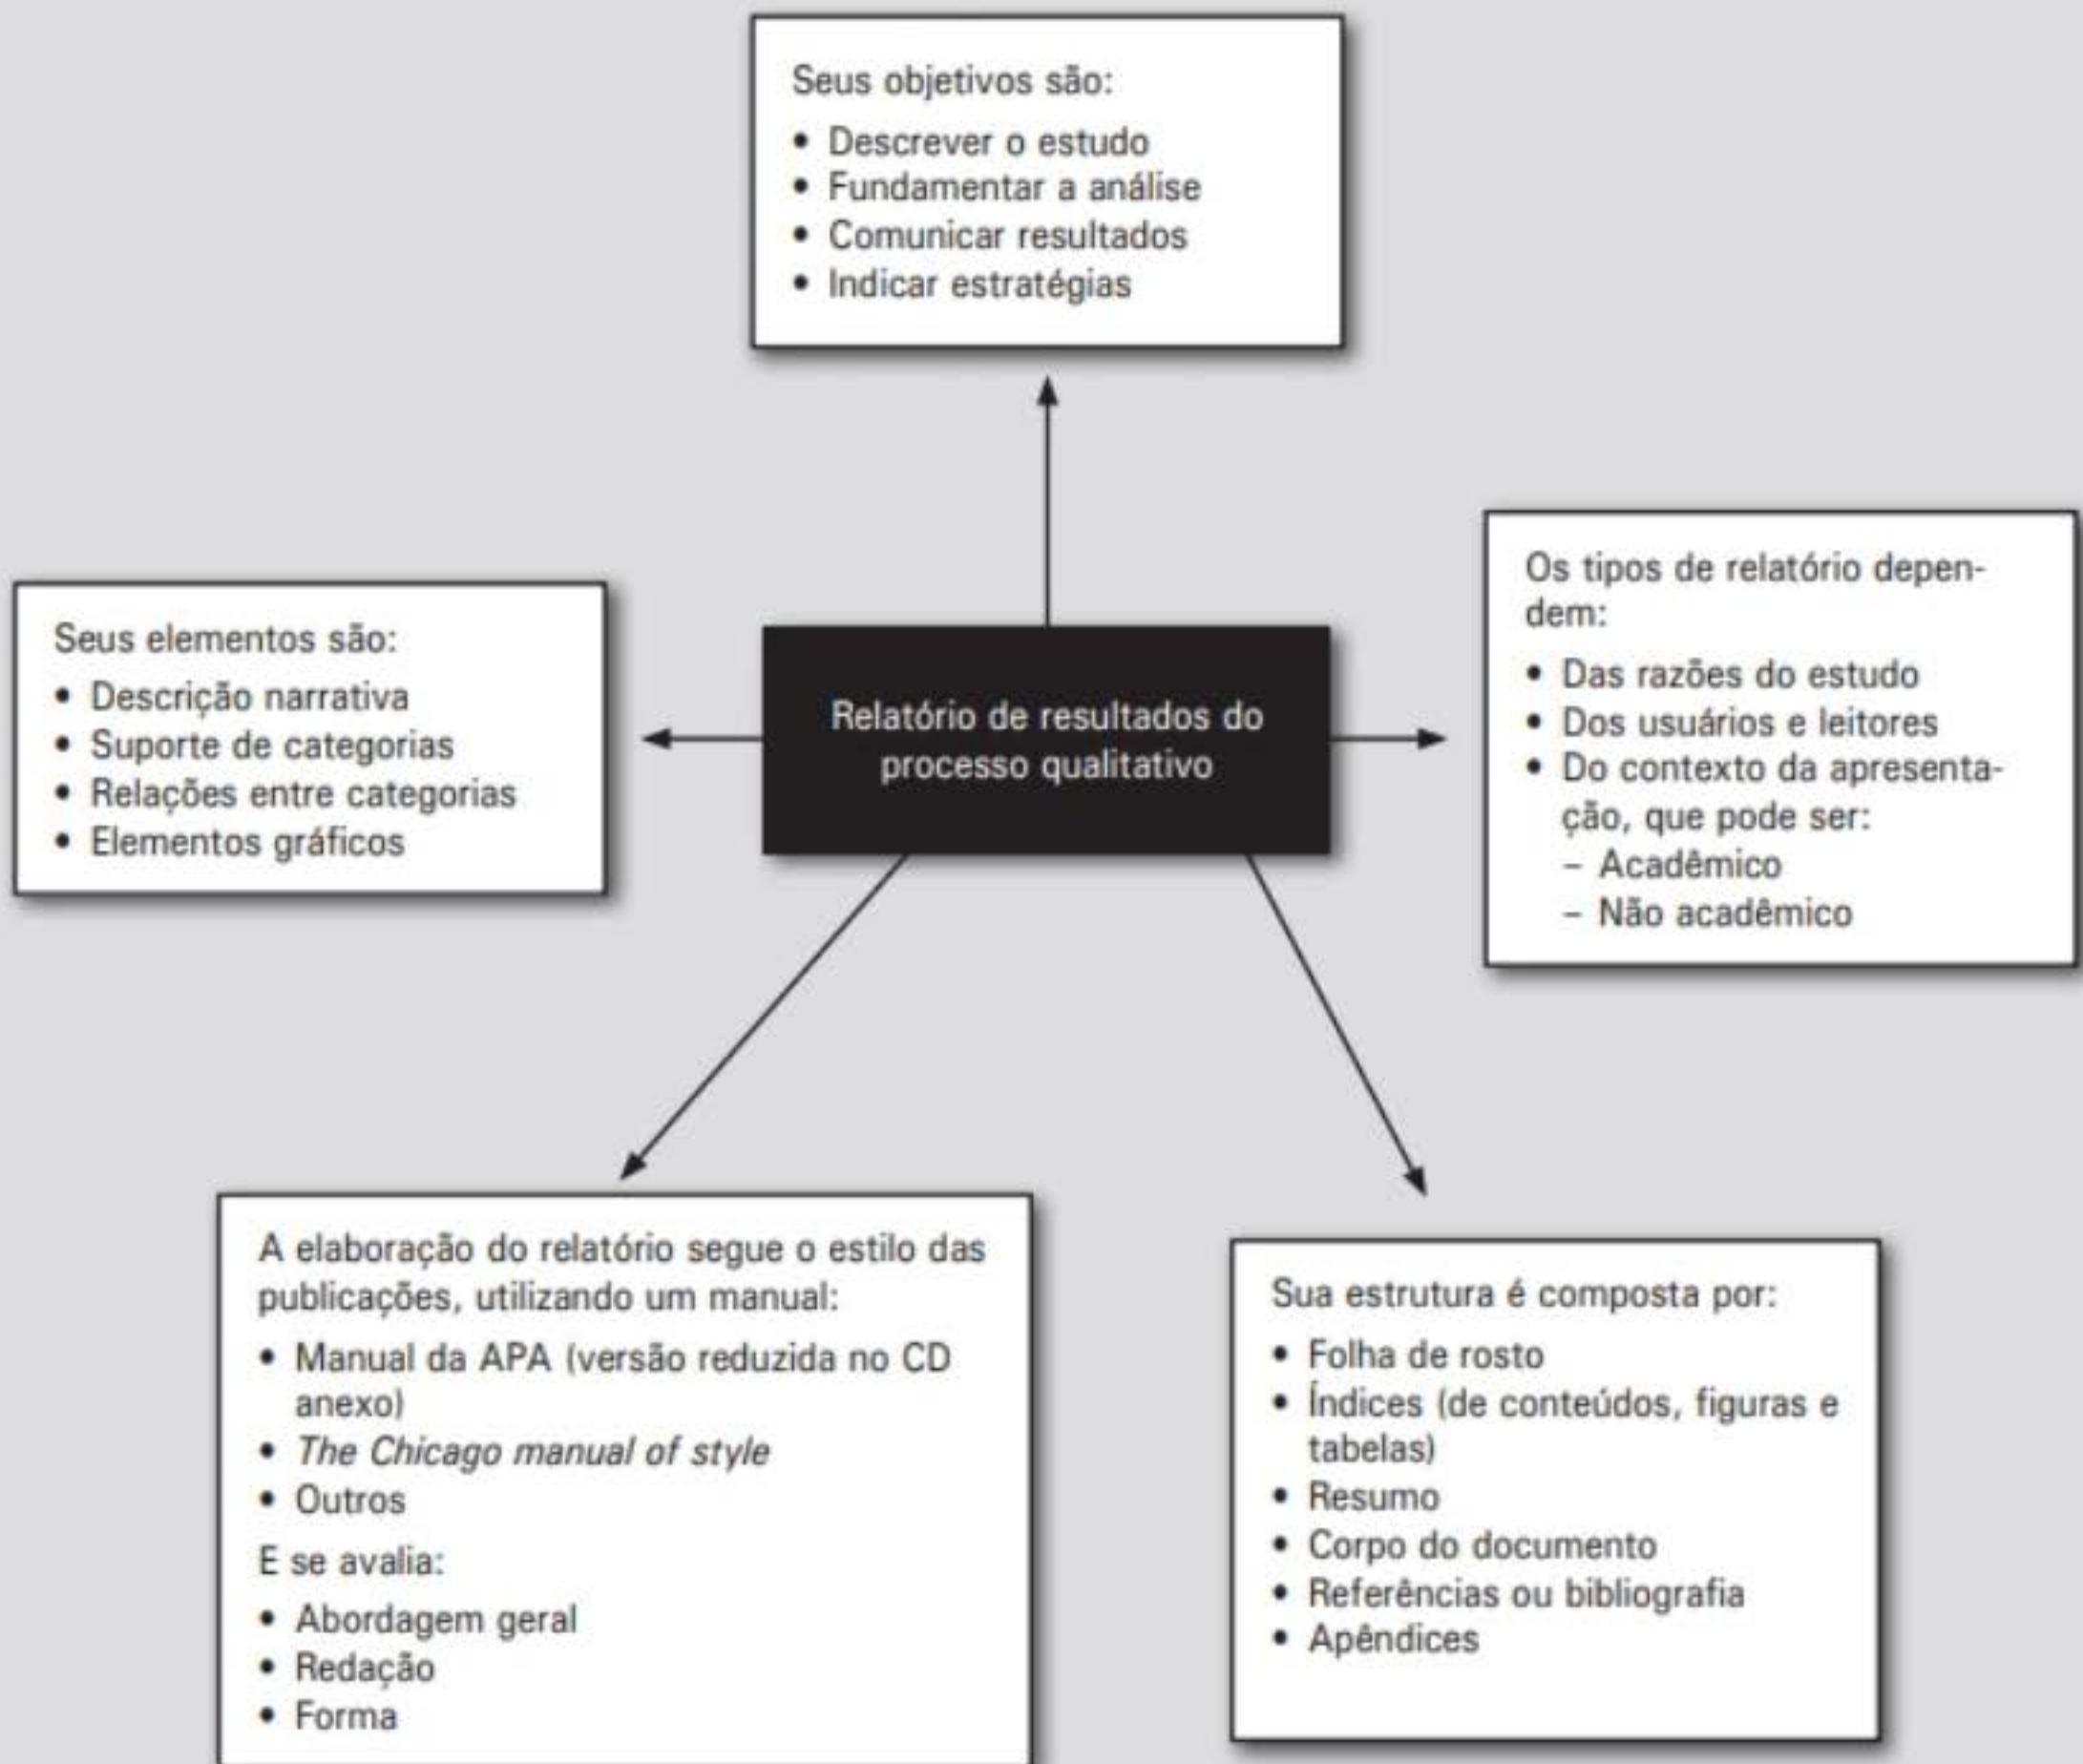 Seus objetivos são:
• Descrever o estudo
• Fundamentar a análise
• Comunicar resultados
• Indicar estratégias
Seus elementos são:
• Descrição narrativa
• Suporte de categorias
• Relações entre categorias
• Elementos gráficos
Relatório de resultados do
processo qualitativo
Os tipos de relatório depen-
dem:
• Das razões do estudo
• Dos usuários e leitores
• Do contexto da apresenta-
ção, que pode ser:
– Acadêmico
– Não acadêmico
A elaboração do relatório segue o estilo das
publicações, utilizando um manual:
• Manual da APA (versão reduzida no CD
anexo)
• The Chicago manual of style
• Outros
E se avalia:
• Abordagem geral
• Redação
• Forma
Sua estrutura é composta por:
• Folha de rosto
• Índices (de conteúdos, figuras e
tabelas)
• Resumo
• Corpo do documento
• Referências ou bibliografia
• Apêndices